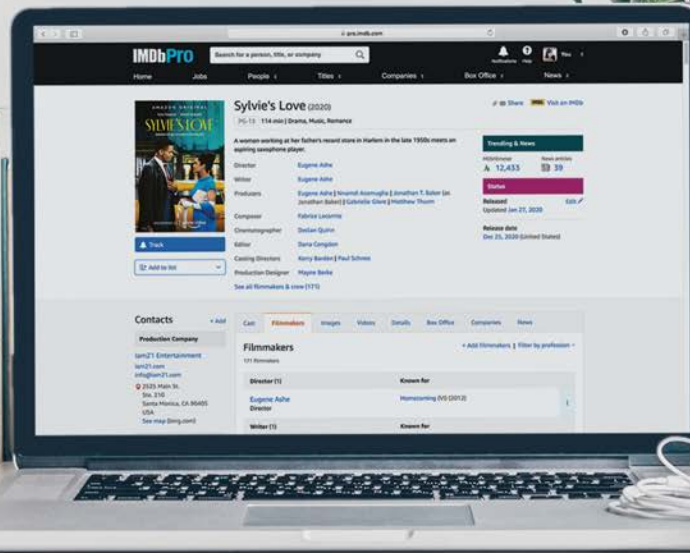 pro.imdb.com
IMDbPro
Search for a person, title, or company
Notifications
Help
You
Home Jobs People Titles Companies Box Office News
AMAZON ORIGINAL
SYLVIE'S LOVE
Sylvie's Love (2020)
Share IMDb Visit on IMDb
PG-13 114 min | Drama, Music, Romance
A woman working at her father's record store in Harlem in the late 1950s meets an
aspiring saxophone player.
Director Eugene Ashe
Writer Eugene Ashe
Producers Eugene Ashe | Nnamdi Asomugha | Jonathan T. Baker (as
Jonathan Baker) | Gabrielle Glore | Matthew Thurm
Composer Fabrice Lecomte
Cinematographer Declan Quinn
Editor Dana Congdon
Casting Directors Kerry Barden | Paul Schnee
Production Designer Mayne Berke
See all filmmakers & crew (171)
Track
Add to list
Trending & News
MOVIEmeter News articles
12,433 39
Status
Released Edit
Updated Jan 27, 2020
Release date
Dec 25, 2020 (United States)
Contacts + Add
Production Company
Iam21 Entertainment
iam21.com
info@iam21.com
2525 Main St.
Ste. 210
Santa Monica, CA 90405
USA
See map (bing.com)
Cast Filmmakers Images Videos Details Box Office Companies News
Filmmakers
+ Add filmmakers | Filter by profession
171 filmmakers
Director (1) Known for
Eugene Ashe Homecoming (V) (2012)
Director
Writer (1) Known for